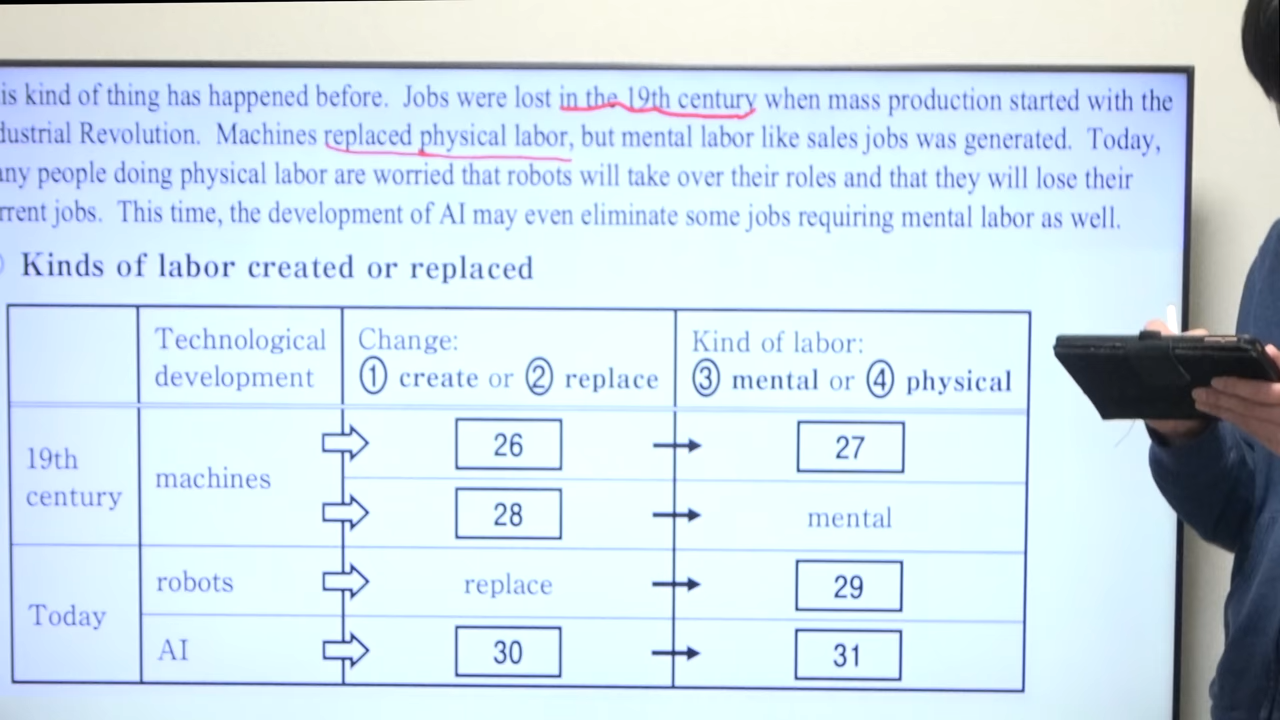 is kind of thing has happened before. Jobs were lost in the 19th century when mass production started with the
dustrial Revolution. Machines replaced physical labor, but mental labor like sales jobs was generated. Today,
any people doing physical labor are worried that robots will take over their roles and that they will lose their
rrent jobs. This time, the development of AI may even eliminate some jobs requiring mental labor as well.
Kinds of labor created or replaced
Technological
development
Change:
① create or ② replace
Kind of labor:
③ mental or ④ physical
19th
century
machines
26
27
28
mental
Today
robots
replace
29
AI
30
31